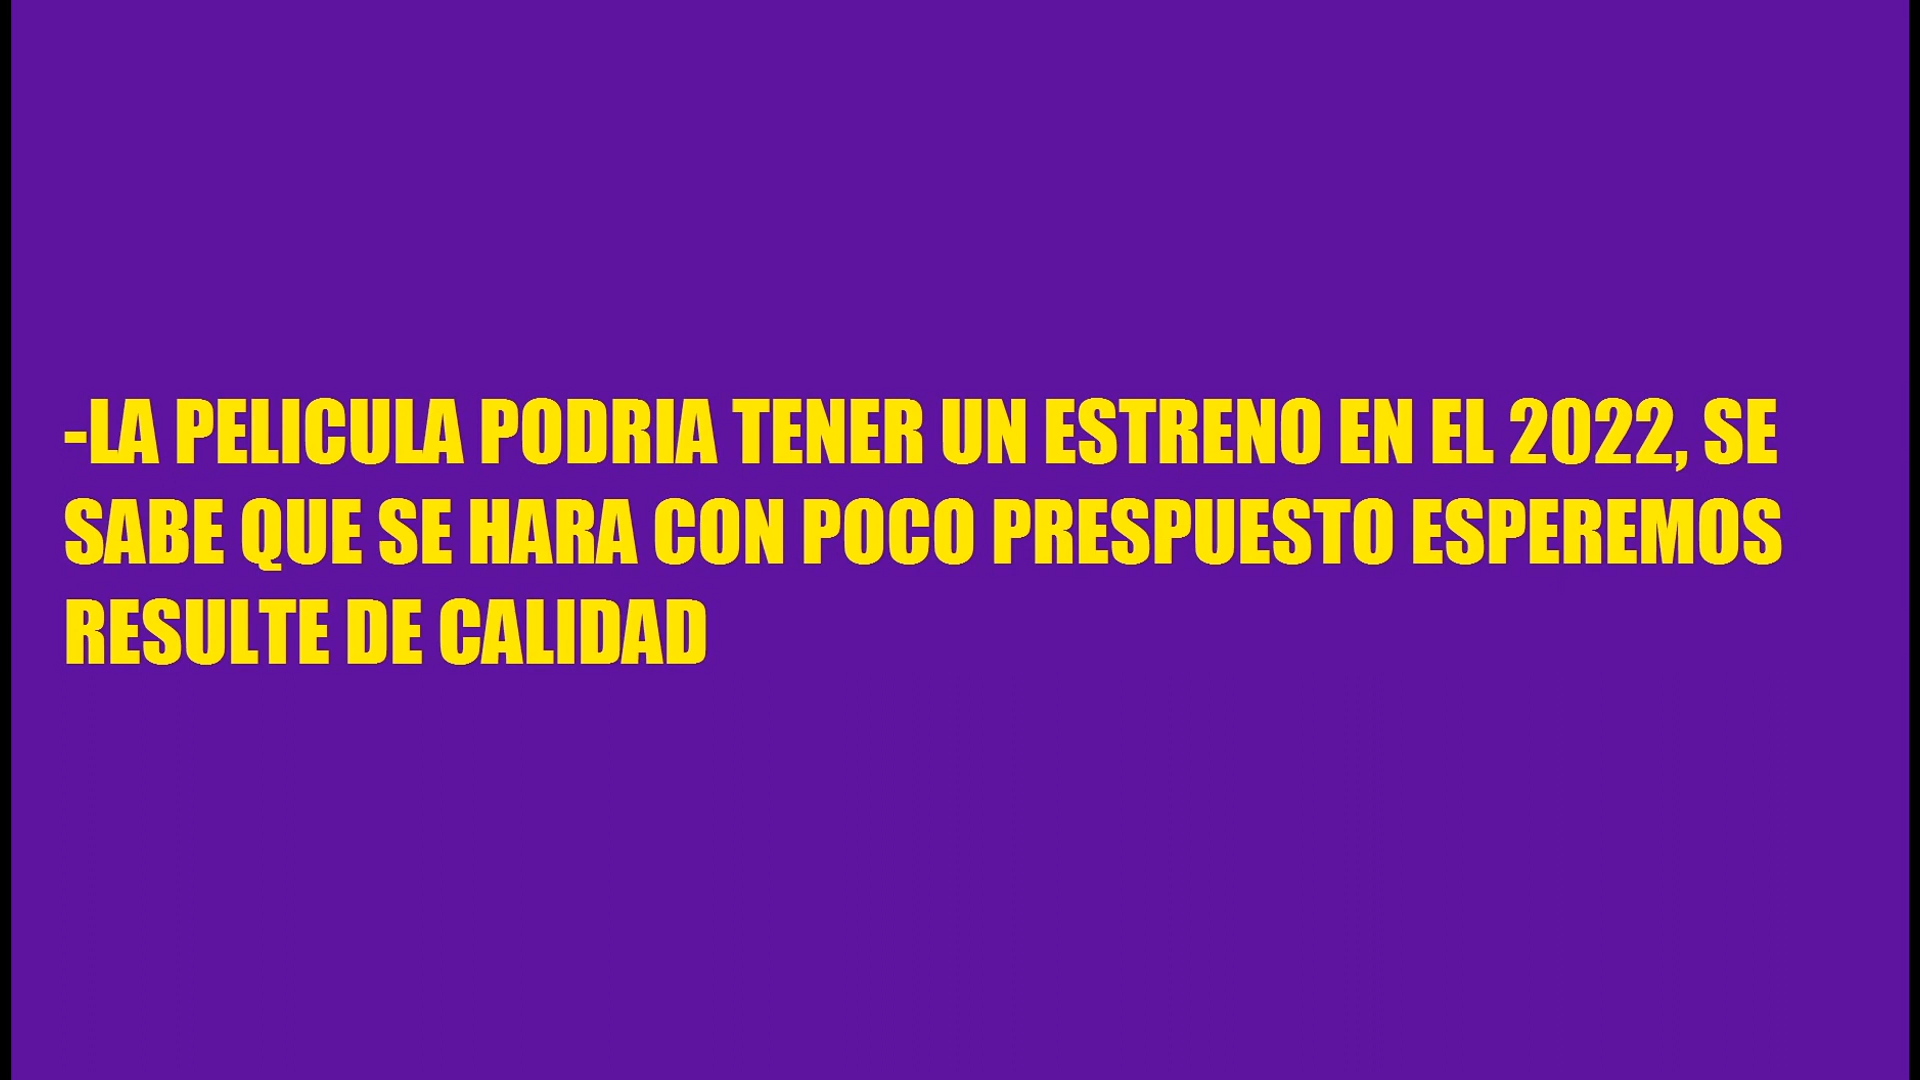 -LA PELICULA PODRIA TENER UN ESTRENO EN EL 2022, SE
SABE QUE SE HARA CON POCO PRESPUESTO ESPEREMOS
RESULTE DE CALIDAD